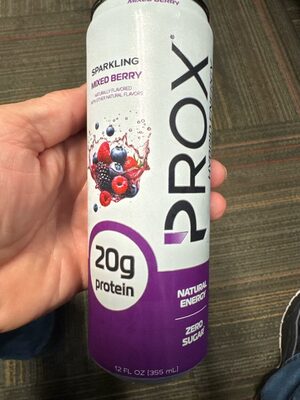 MIXED BERRY
SPARKLING
MIXED BERRY
NATURALLY FLAVORED
WITH OTHER NATURAL FLAVORS
PROX
20g
protein
NATURAL
ENERGY
ZERO
SUGAR
12 FL OZ (355 mL)